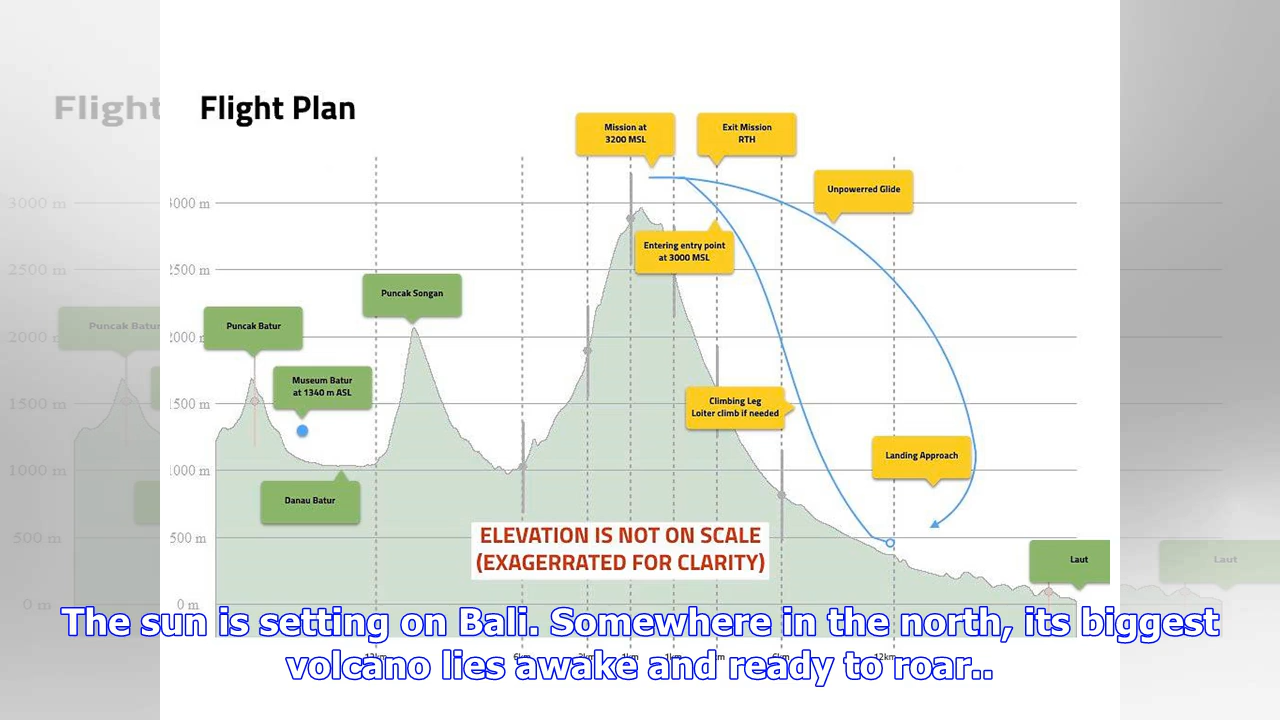 Flight Plan
Mission at
3200 MSL
Exit Mission
RTH
Unpowerred Glide
3000 m
Entering entry point
at 3000 MSL
2500 m
Puncak Songan
Puncak Batur
2000 m
Museum Batur
at 1340 m ASL
1500 m
Climbing Leg
Loiter climb if needed
Landing Approach
1000 m
Danau Batur
500 m
ELEVATION IS NOT ON SCALE
(EXAGERRATED FOR CLARITY)
Laut
0 m
The sun is setting on Bali. Somewhere in the north, its biggest
volcano lies awake and ready to roar..